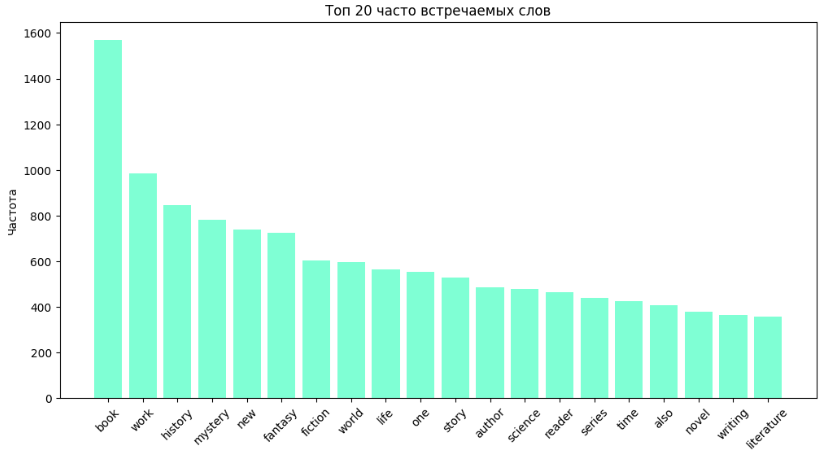 Топ 20 часто встречаемых слов
Частота
1600
1400
1200
1000
800
600
400
200
0
book
work
history
mystery
new
fantasy
fiction
world
life
one
story
author
science
reader
series
time
also
novel
writing
literature